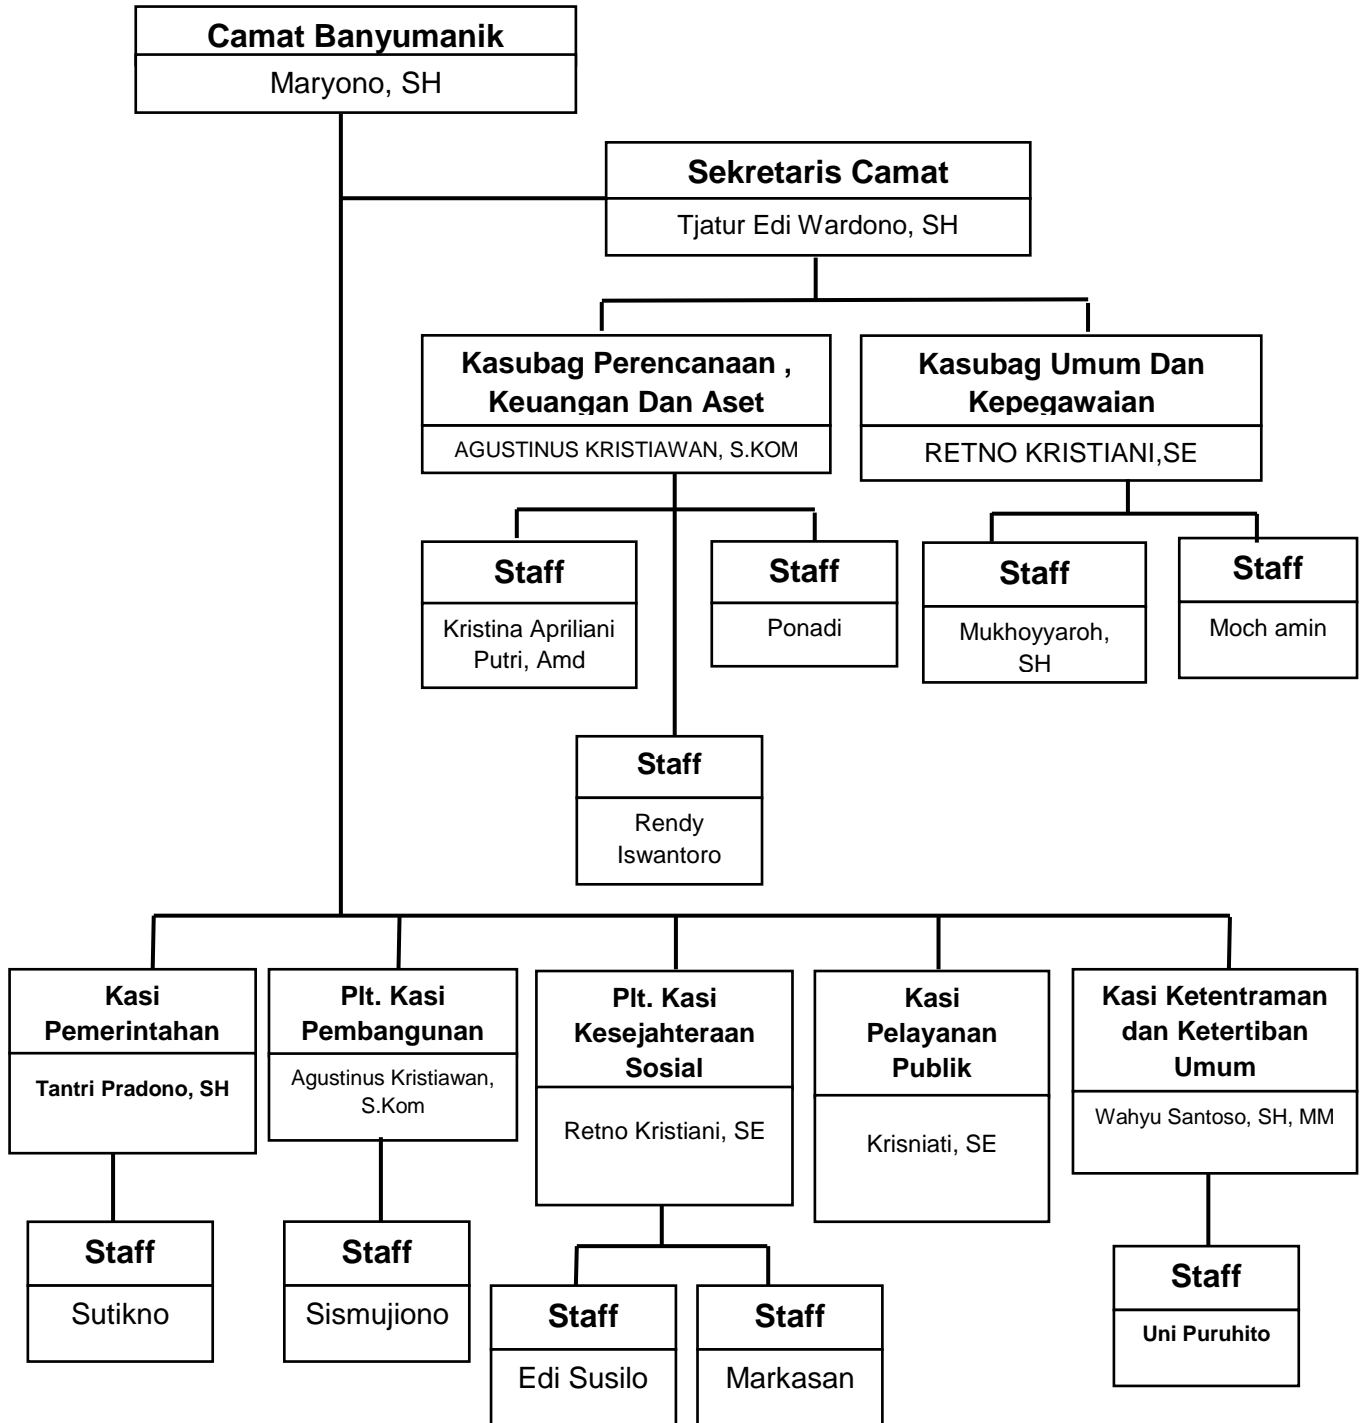 Camat Banyumanik
Maryono, SH
Sekretaris Camat
Tjatur Edi Wardono, SH
Kasubag Perencanaan ,
Keuangan Dan Aset
AGUSTINUS KRISTIAWAN, S.KOM
Kasubag Umum Dan
Kepegawaian
RETNO KRISTIANI,SE
Staff
Kristina Apriliani
Putri, Amd
Staff
Ponadi
Staff
Mukhoyyaroh,
SH
Staff
Moch amin
Staff
Rendy
Iswantoro
Kasi
Pemerintahan
Tantri Pradono, SH
Plt. Kasi
Pembangunan
Agustinus Kristiawan,
S.Kom
Plt. Kasi
Kesejahteraan
Sosial
Retno Kristiani, SE
Kasi
Pelayanan
Publik
Krisniati, SE
Kasi Ketentraman
dan Ketertiban
Umum
Wahyu Santoso, SH, MM
Staff
Sutikno
Staff
Sismujiono
Staff
Edi Susilo
Staff
Markasan
Staff
Uni Puruhito